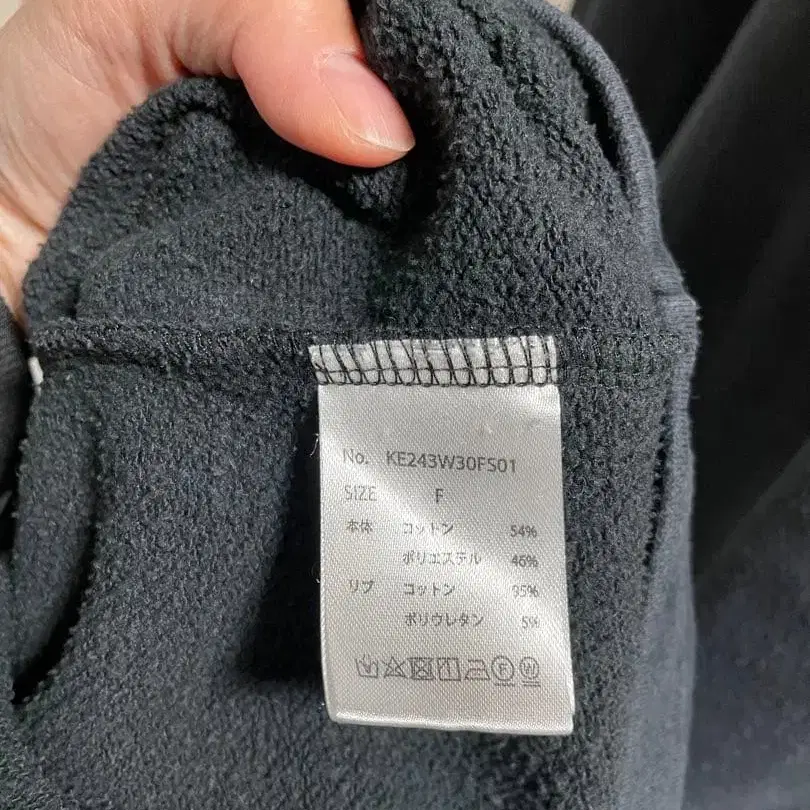 No. KE243W30FS01
SIZE F
本体 コットン 54%
ポリエステル 46%
リブ コットン 95%
ポリウレタン 5%